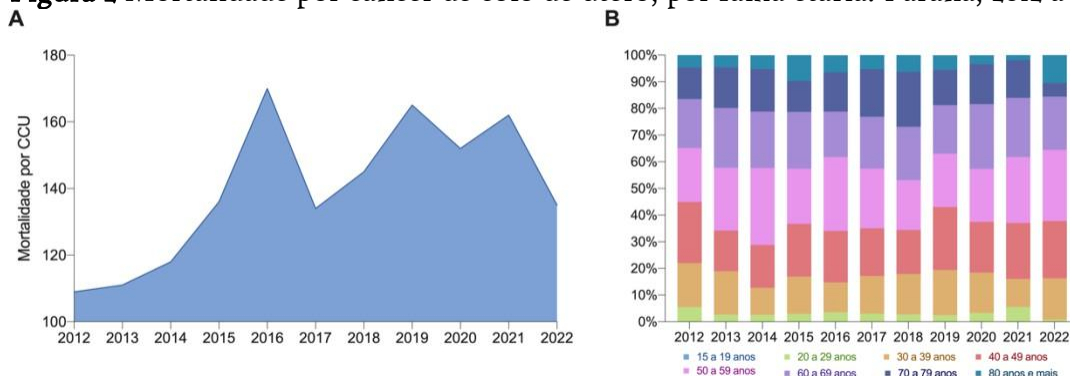 Figura 2 Mortalidade por câncer de colo do útero, por faixa etária. Paraná, 2012 a
A
B
180
160
140
120
100
Mortalidade por CCU
2012 2013 2014 2015 2016 2017 2018 2019 2020 2021 2022
100%
90%
80%
70%
60%
50%
40%
30%
20%
10%
0%
2012 2013 2014 2015 2016 2017 2018 2019 2020 2021 2022
15 a 19 anos 20 a 29 anos 30 a 39 anos 40 a 49 anos
50 a 59 anos 60 a 69 anos 70 a 79 anos 80 anos e mais